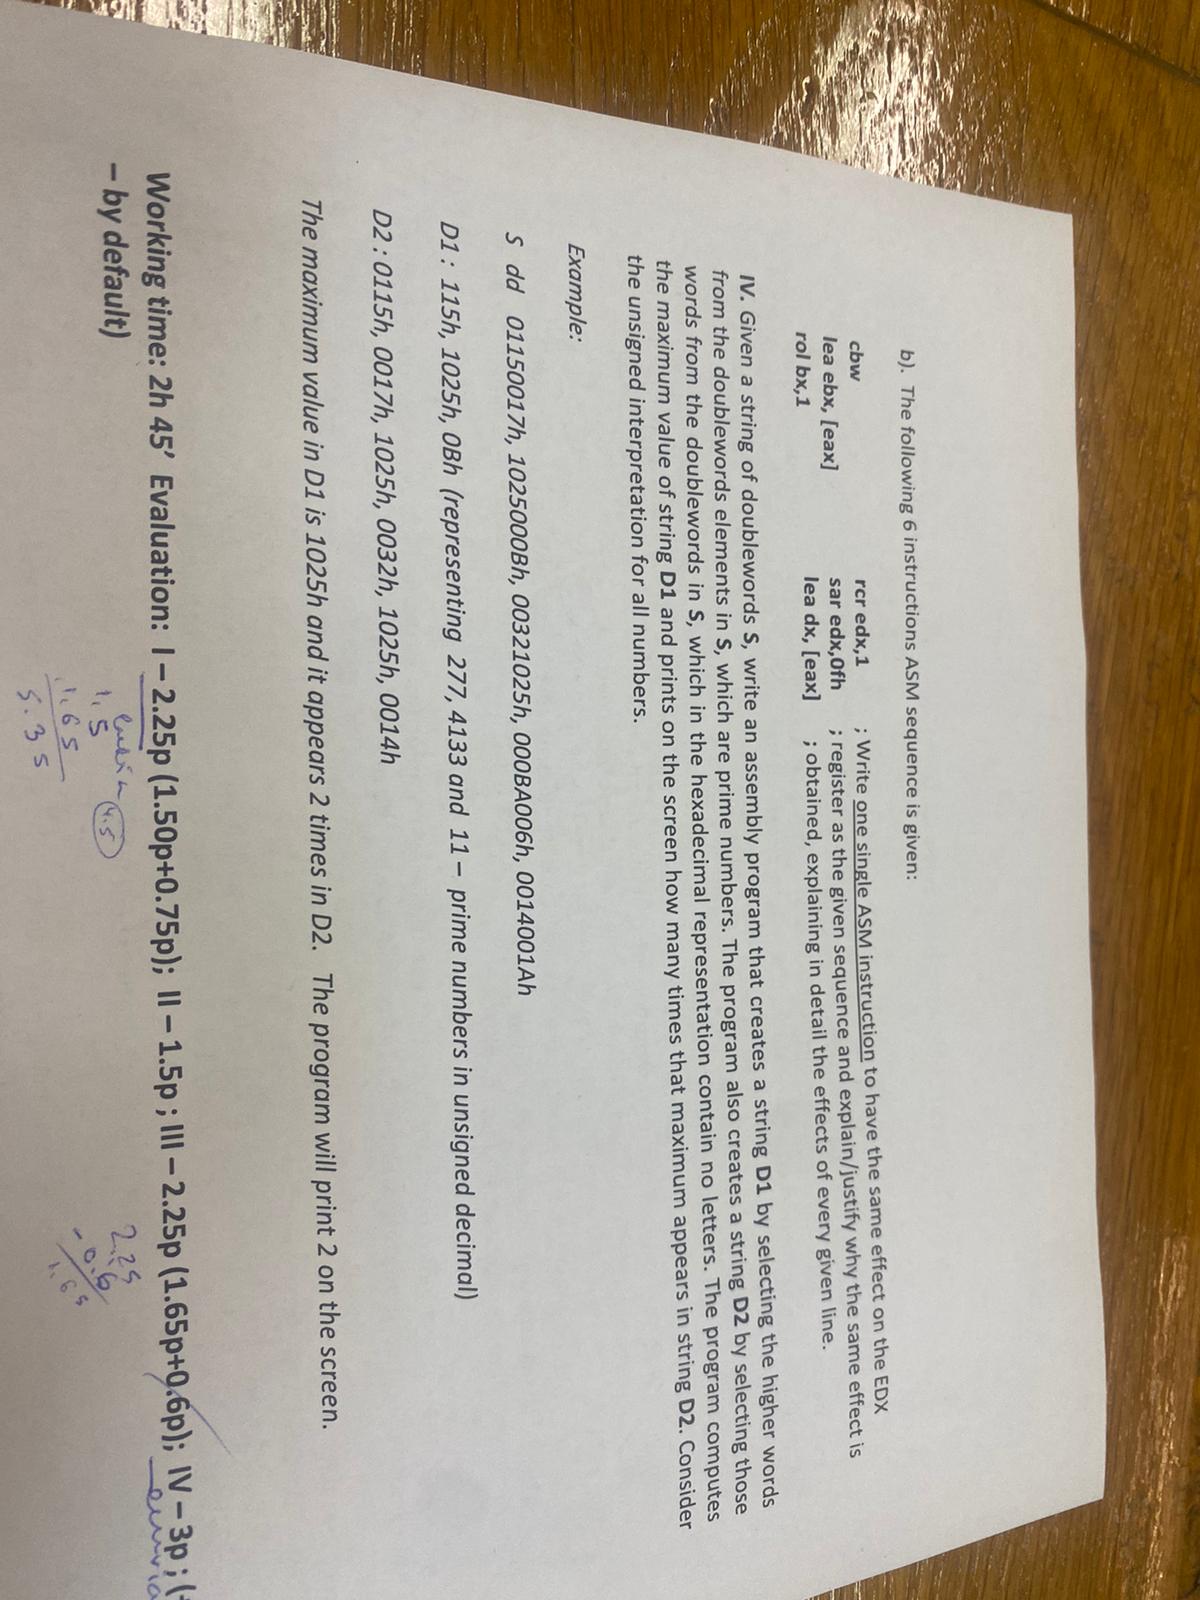 b). The following 6 instructions ASM sequence is given:
cbw rcr edx,1 ; Write one single ASM instruction to have the same effect on the EDX
lea ebx, [eax] sar edx,0fh ; register as the given sequence and explain/justify why the same effect is
rol bx,1 lea dx, [eax] ; obtained, explaining in detail the effects of every given line.
IV. Given a string of doublewords S, write an assembly program that creates a string D1 by selecting the higher words
from the doublewords elements in S, which are prime numbers. The program also creates a string D2 by selecting those
words from the doublewords in S, which in the hexadecimal representation contain no letters. The program computes
the maximum value of string D1 and prints on the screen how many times that maximum appears in string D2. Consider
the unsigned interpretation for all numbers.
Example:
S dd 01150017h, 1025000Bh, 00321025h, 000BA006h, 0014001Ah
D1 : 115h, 1025h, 0Bh (representing 277, 4133 and 11 – prime numbers in unsigned decimal)
D2 : 0115h, 0017h, 1025h, 0032h, 1025h, 0014h
The maximum value in D1 is 1025h and it appears 2 times in D2. The program will print 2 on the screen.
Working time: 2h 45’ Evaluation: I – 2.25p (1.50p+0.75p); II – 1.5p ; III – 2.25p (1.65p+0.6p); IV – 3p ; (
– by default)
4.5
1.5
1.65
5.35
2.25
- 0.6
1.65